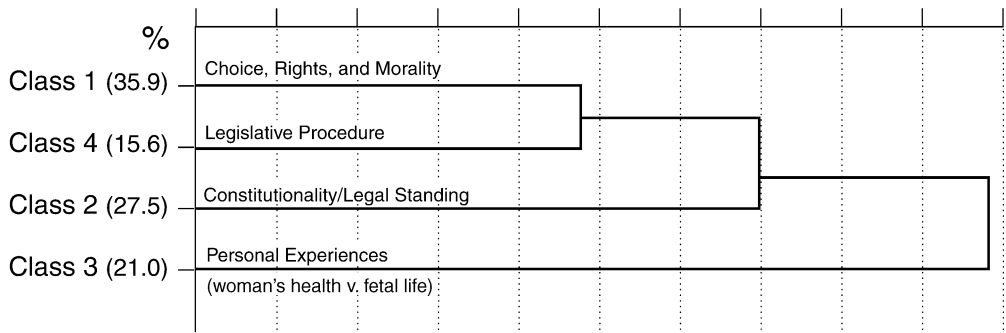 %
Choice, Rights, and Morality
Class 1 (35.9)
Legislative Procedure
Class 4 (15.6)
Constitutionality/Legal Standing
Class 2 (27.5)
Personal Experiences
Class 3 (21.0)
(woman's health v. fetal life)